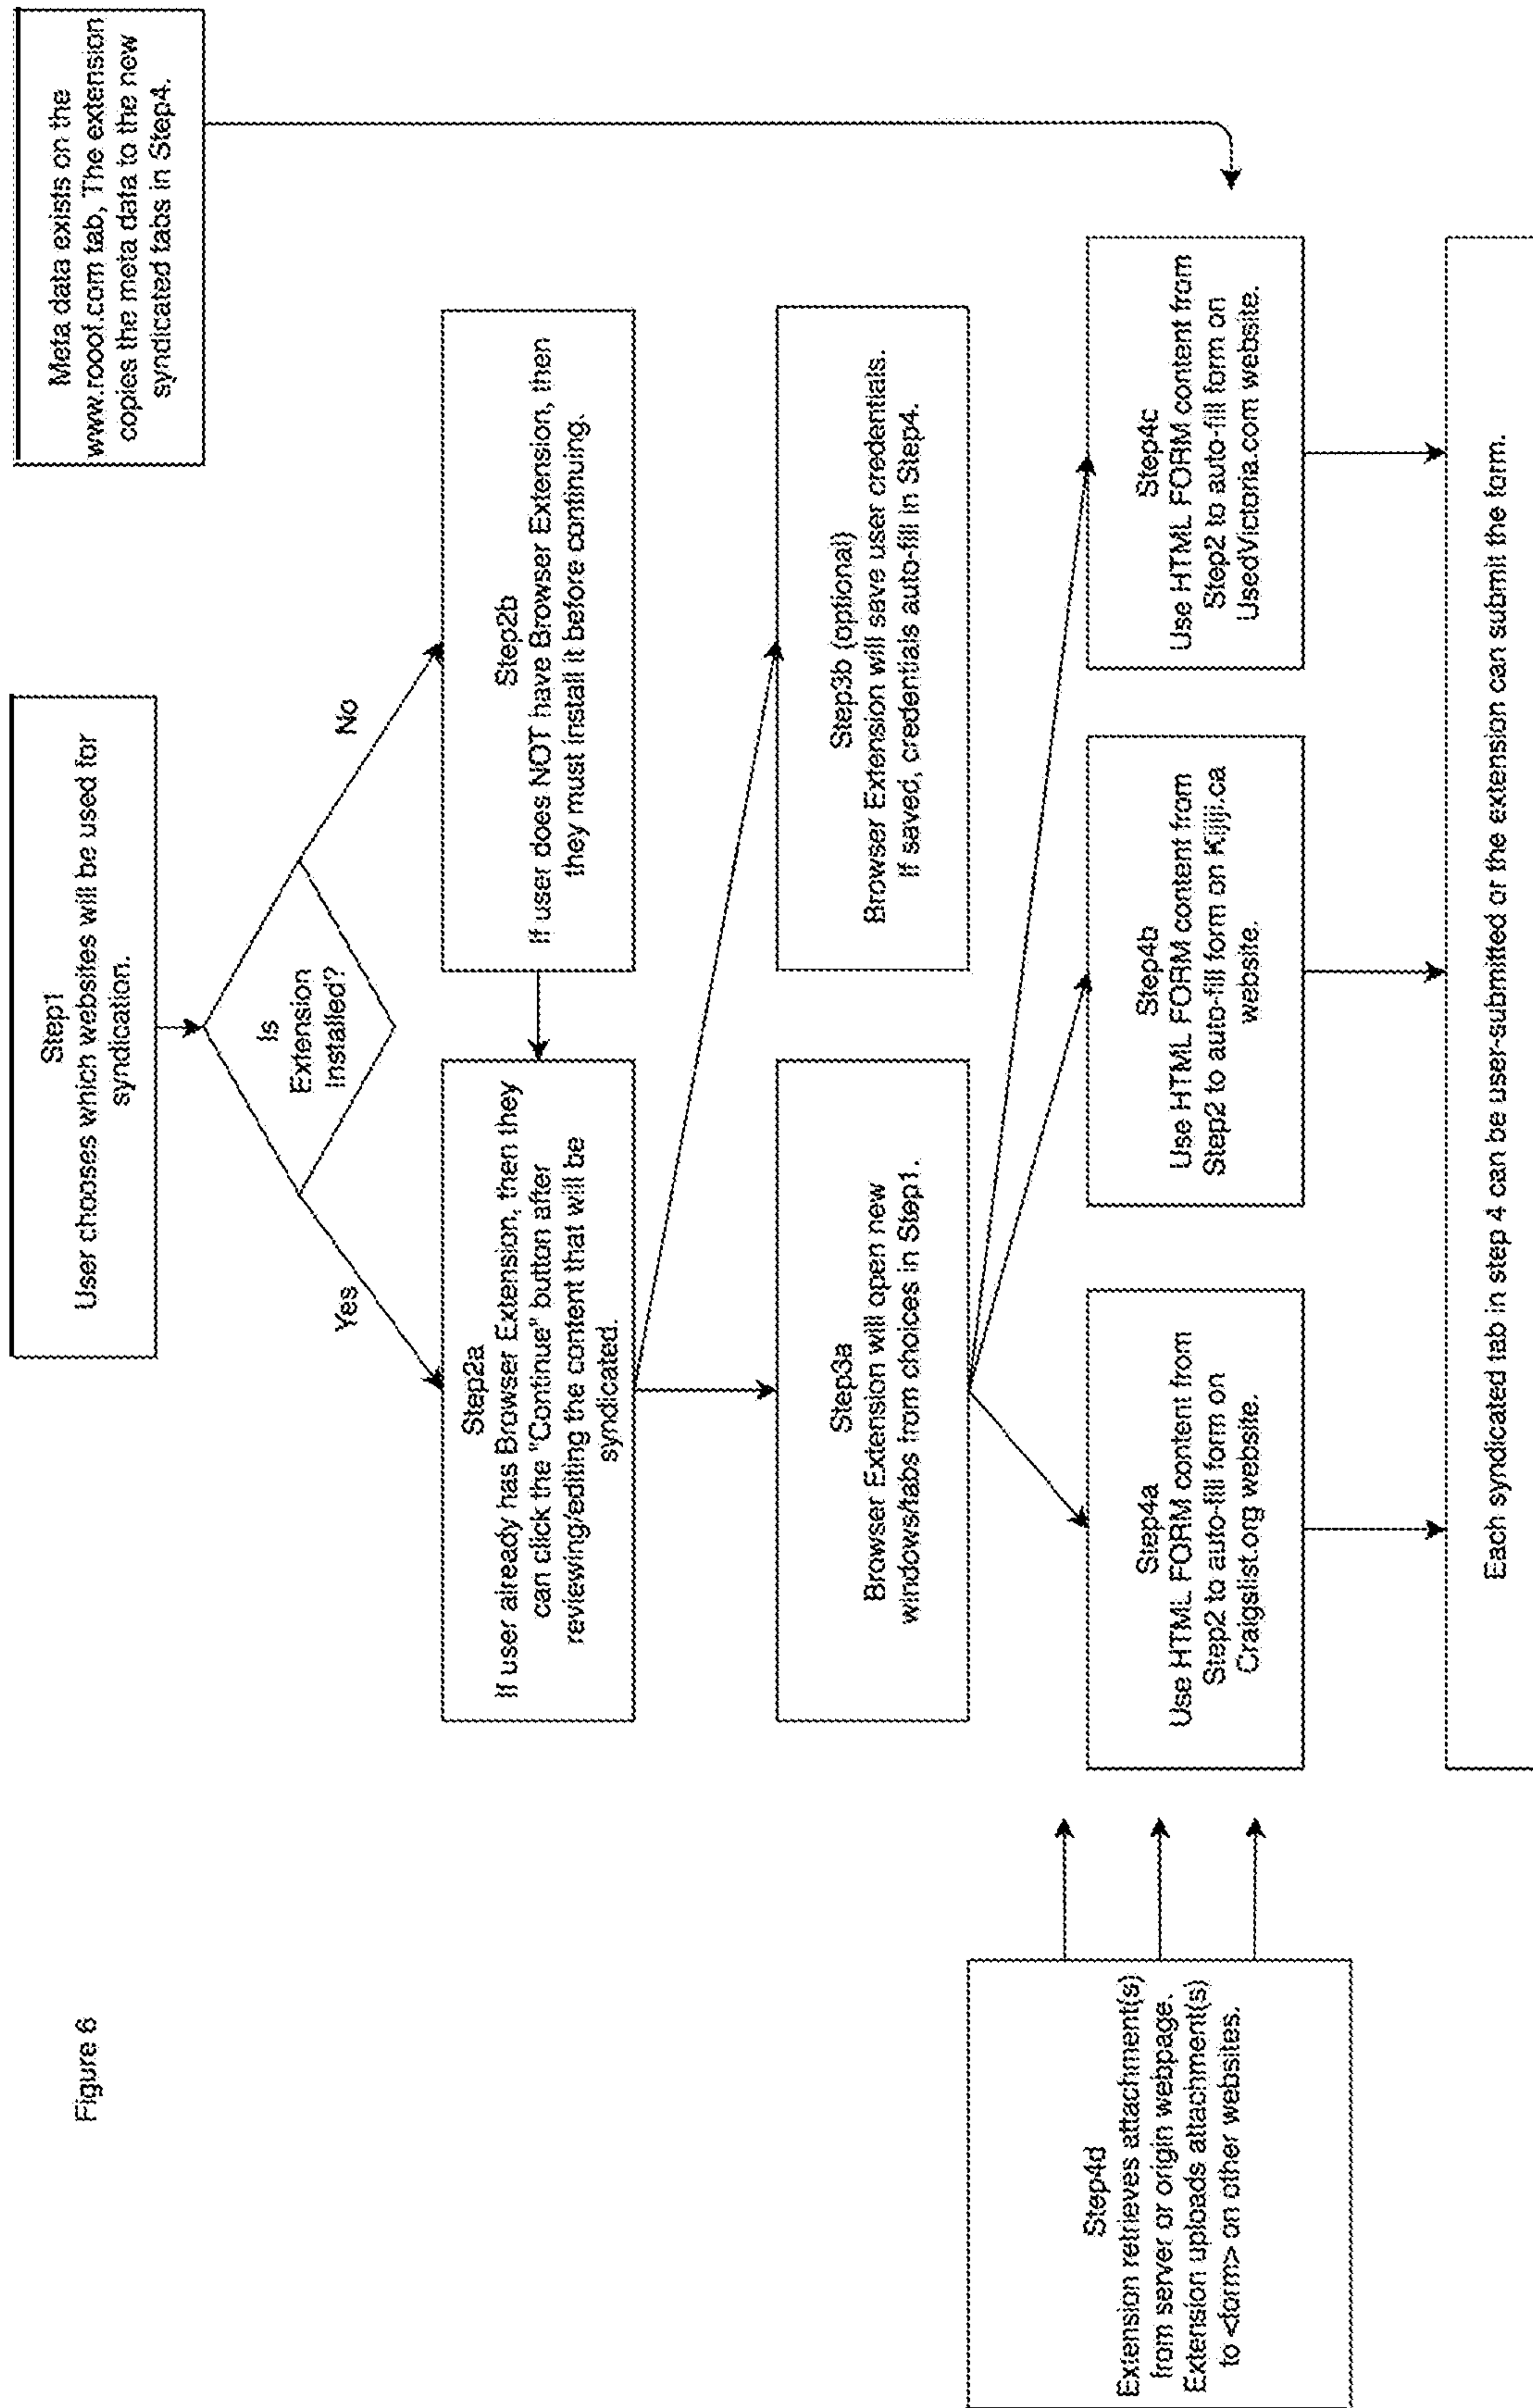 Figure 6
Step1
User chooses which websites will be used for
syndication.
Meta data exists on the
www.rooof.com tab, The extension
copies the meta data to the new
syndicated tabs in Step4.
Is
Extension
Installed?
Yes
No
Step2a
If user already has Browser Extension, then they
can click the "Continue" button after
reviewing/editing the content that will be
syndicated.
Step2b
If user does NOT have Browser Extension, then
they must install it before continuing.
Step3a
Browser Extension will open new
windows/tabs from choices in Step1.
Step3b (optional)
Browser Extension will save user credentials.
If saved, credentials auto-fill in Step4.
Step4d
Extension retrieves attachment(s)
from server or origin webpage.
Extension uploads attachment(s)
to <form> on other websites.
Step4a
Use HTML FORM content from
Step2 to auto-fill form on
Craigslist.org website.
Step4b
Use HTML FORM content from
Step2 to auto-fill form on Kijiji.ca
website.
Step4c
Use HTML FORM content from
Step2 to auto-fill form on
UsedVictoria.com website.
Each syndicated tab in step 4 can be user-submitted or the extension can submit the form.